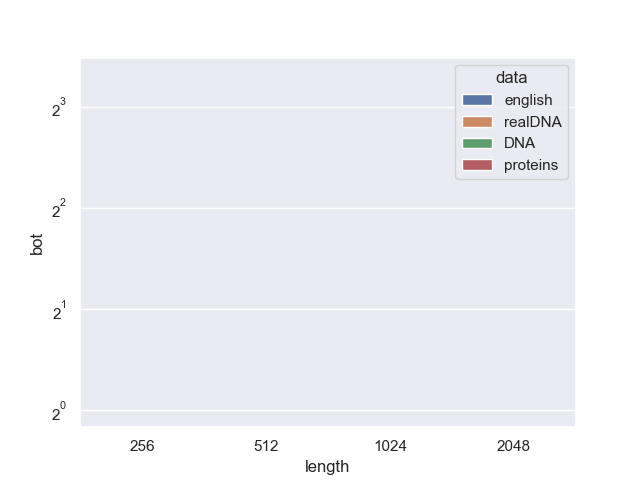 data
english
realDNA
DNA
proteins
bot
2^3
2^2
2^1
2^0
256 512 1024 2048
length